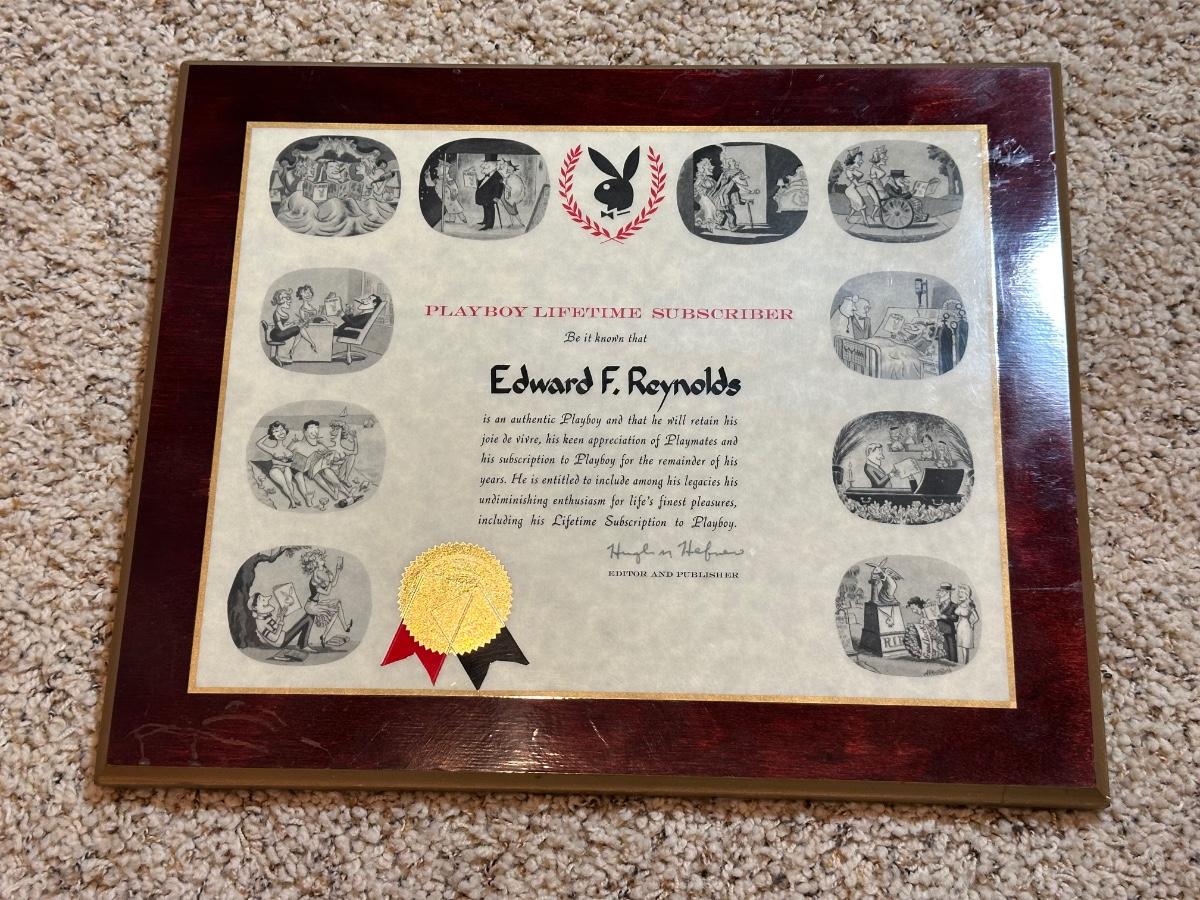 PLAYBOY LIFETIME SUBSCRIBER
Be it known that
Edward F. Reynolds
is an authentic Playboy and that he will retain his
joie de vivre, his keen appreciation of Playmates and
his subscription to Playboy for the remainder of his
years. He is entitled to include among his legacies his
undiminishing enthusiasm for life's finest pleasures,
including his Lifetime Subscription to Playboy.
Hugh M Hefner
EDITOR AND PUBLISHER
RIP